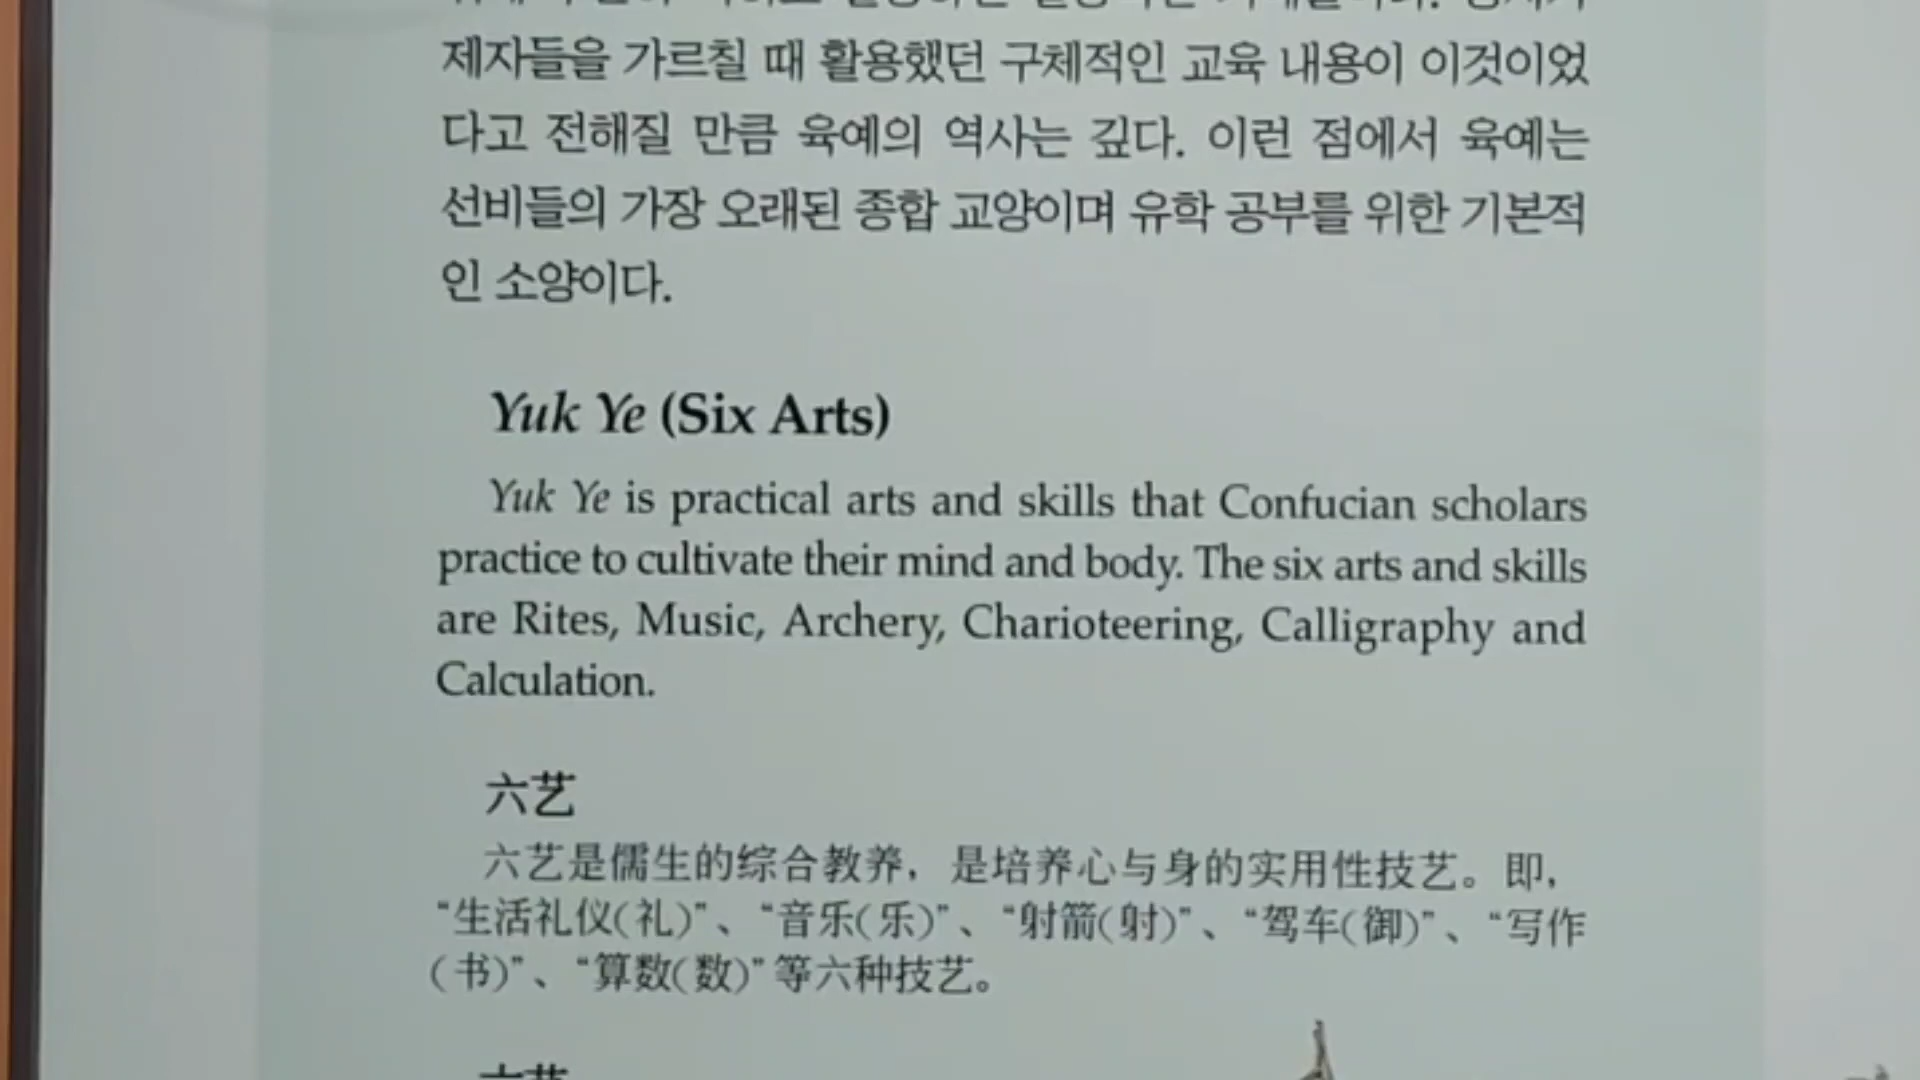 제자들을 가르칠 때 활용했던 구체적인 교육 내용이 이것이었
다고 전해질 만큼 육예의 역사는 깊다. 이런 점에서 육예는
선비들의 가장 오래된 종합 교양이며 유학 공부를 위한 기본적
인 소양이다.
Yuk Ye (Six Arts)
Yuk Ye is practical arts and skills that Confucian scholars
practice to cultivate their mind and body. The six arts and skills
are Rites, Music, Archery, Charioteering, Calligraphy and
Calculation.
六艺
六艺是儒生的综合教养，是培养心与身的实用性技艺。即，
“生活礼仪(礼)”、“音乐(乐)”、“射箭(射)”、“驾车(御)”、“写作
(书)”、“算数(数)”等六种技艺。